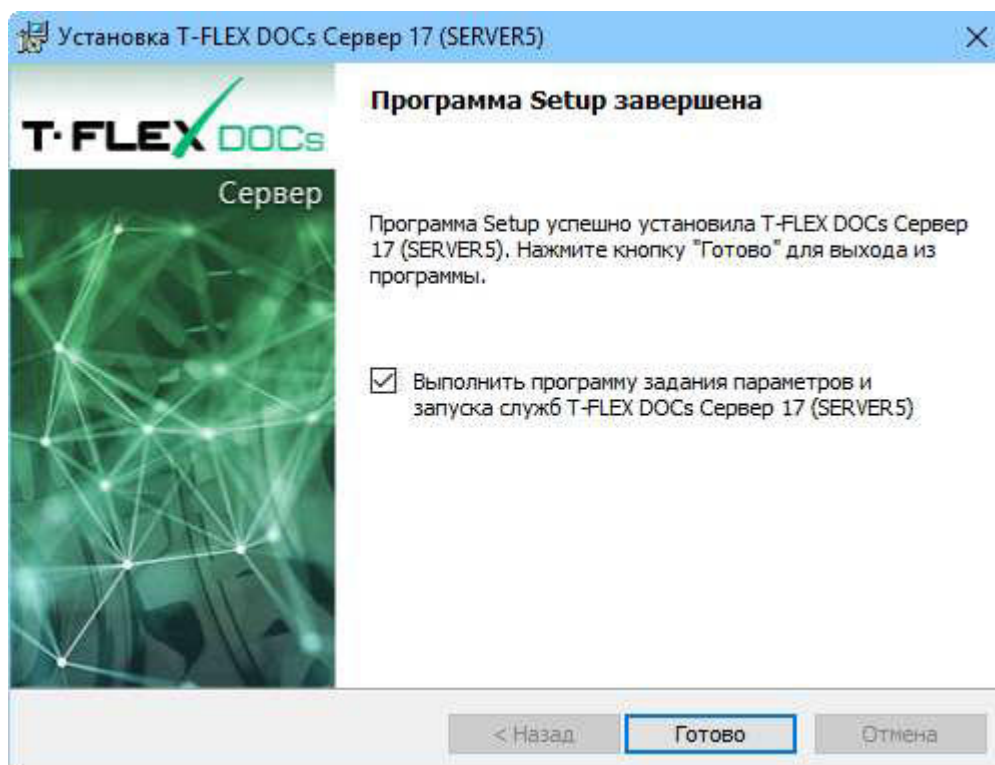 Установка T-FLEX DOCs Сервер 17 (SERVER5)
T-FLEX DOCs
Сервер
Программа Setup завершена
Программа Setup успешно установила T-FLEX DOCs Сервер
17 (SERVER5). Нажмите кнопку "Готово" для выхода из
программы.
Выполнить программу задания параметров и
запуска служб T-FLEX DOCs Сервер 17 (SERVER5)
< Назад
Готово
Отмена